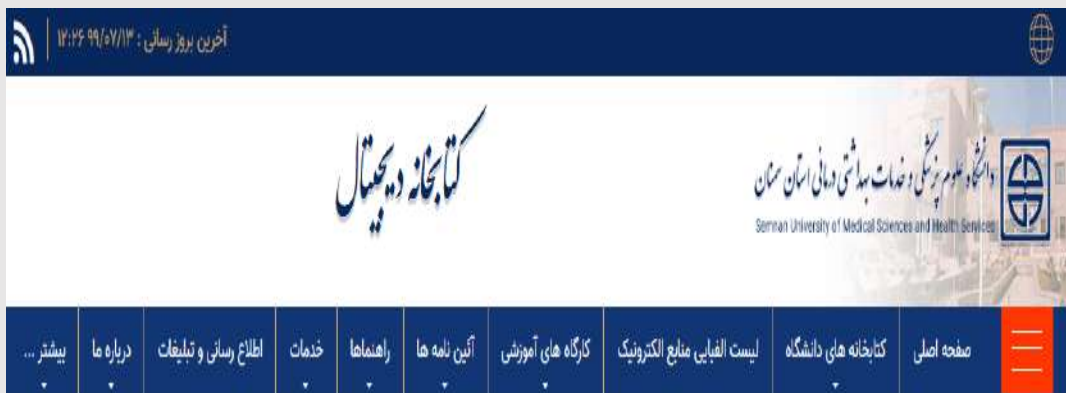 آخرین بروز رسانی : ۹۹/۰۷/۱۳ ۱۲:۲۶
دانشگاه علوم پزشکی و خدمات بهداشتی درمانی استان سمنان
Semnan University of Medical Sciences and Health Services
کتابخانه دیجیتال
صفحه اصلی کتابخانه های دانشگاه لیست الفبایی منابع الکترونیک کارگاه های آموزشی آئین نامه ها راهنماها خدمات اطلاع رسانی و تبلیغات درباره ما بیشتر ...